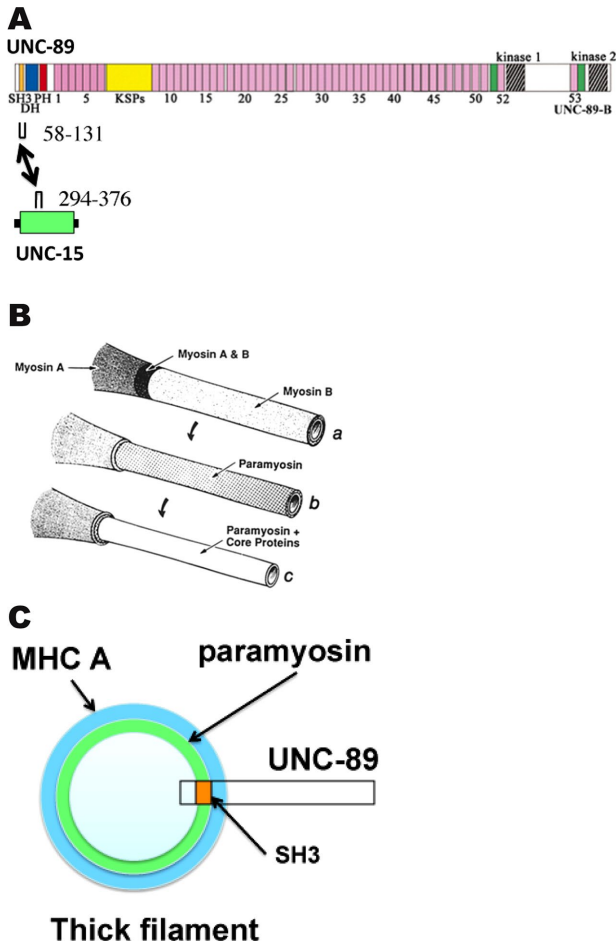 A
UNC-89
kinase 1
kinase 2
SH3 PH 1 5 KSPs 10 15 20 25 30 35 40 45 50 52 53
DH
UNC-89-B
58-131
294-376
UNC-15
B
Myosin A & B
Myosin A
Myosin B
a
Paramyosin
b
Paramyosin +
Core Proteins
c
C
MHC A
paramyosin
UNC-89
SH3
Thick filament